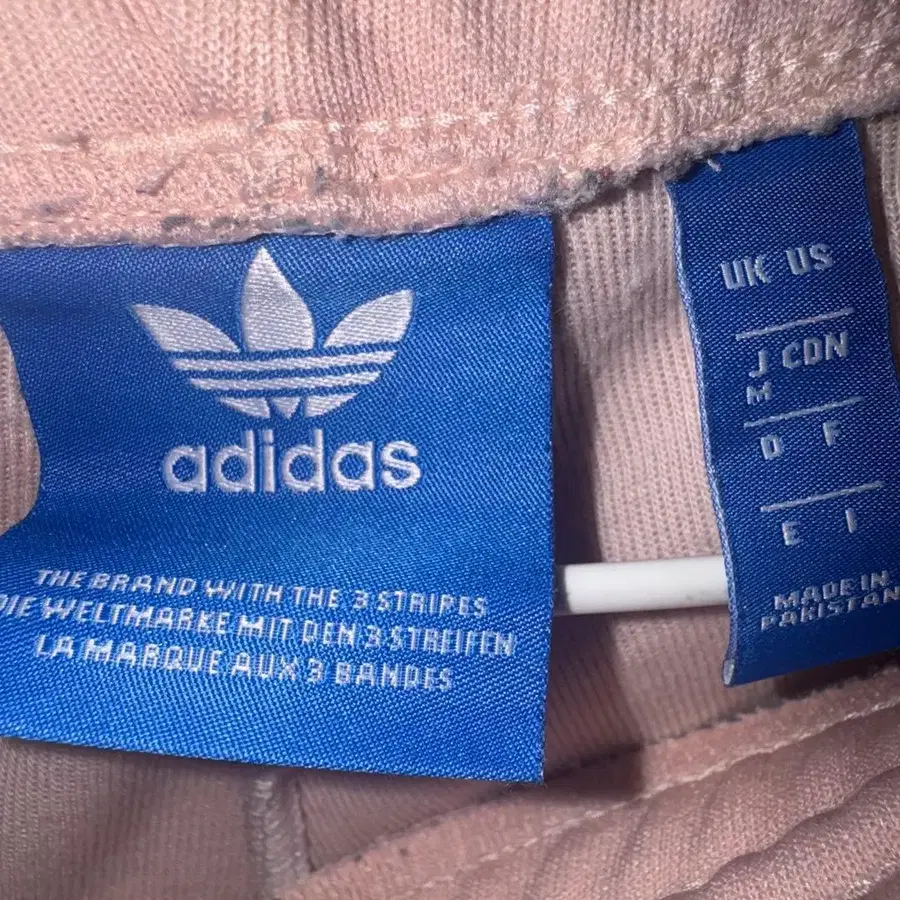 adidas
THE BRAND WITH THE 3 STRIPES
DIE WELTMARKE MIT DEN 3 STREIFEN
LA MARQUE AUX 3 BANDES
UK US
J CDN
M
D F
E I
MADE IN
PAKISTAN